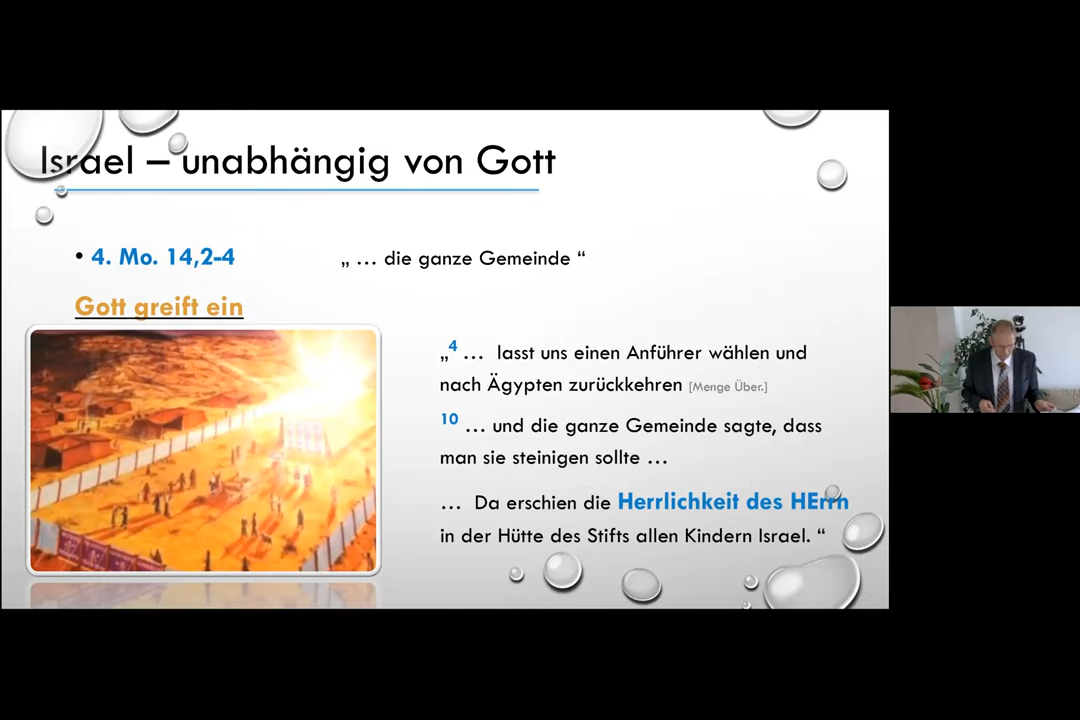 Israel – unabhängig von Gott
• 4. Mo. 14,2-4 „ … die ganze Gemeinde “
Gott greift ein
„4 … lasst uns einen Anführer wählen und
nach Ägypten zurückkehren [Menge Über.]
10 … und die ganze Gemeinde sagte, dass
man sie steinigen sollte …
… Da erschien die Herrlichkeit des HErrn
in der Hütte des Stifts allen Kindern Israel. “